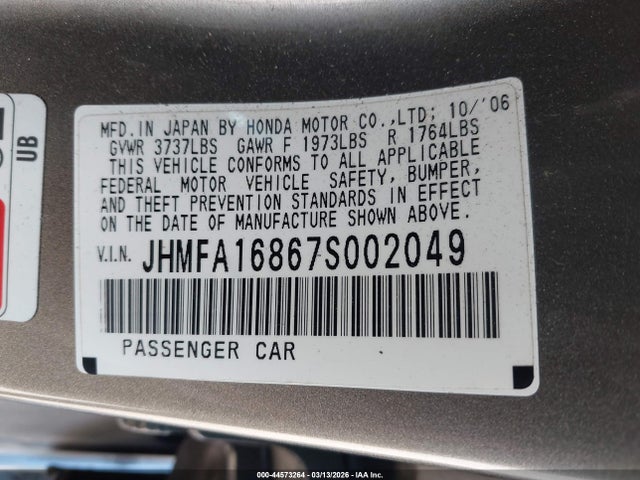 MFD.IN JAPAN BY HONDA MOTOR CO.,LTD; 10/'06
GVWR 3737LBS GAWR F 1973LBS R 1764LBS
THIS VEHICLE CONFORMS TO ALL APPLICABLE
FEDERAL MOTOR VEHICLE SAFETY, BUMPER,
AND THEFT PREVENTION STANDARDS IN EFFECT
ON THE DATE OF MANUFACTURE SHOWN ABOVE.
V.I.N. JHMFA16867S002049
PASSENGER CAR
UB
000-44573264 - 03/13/2026 - IAA Inc.